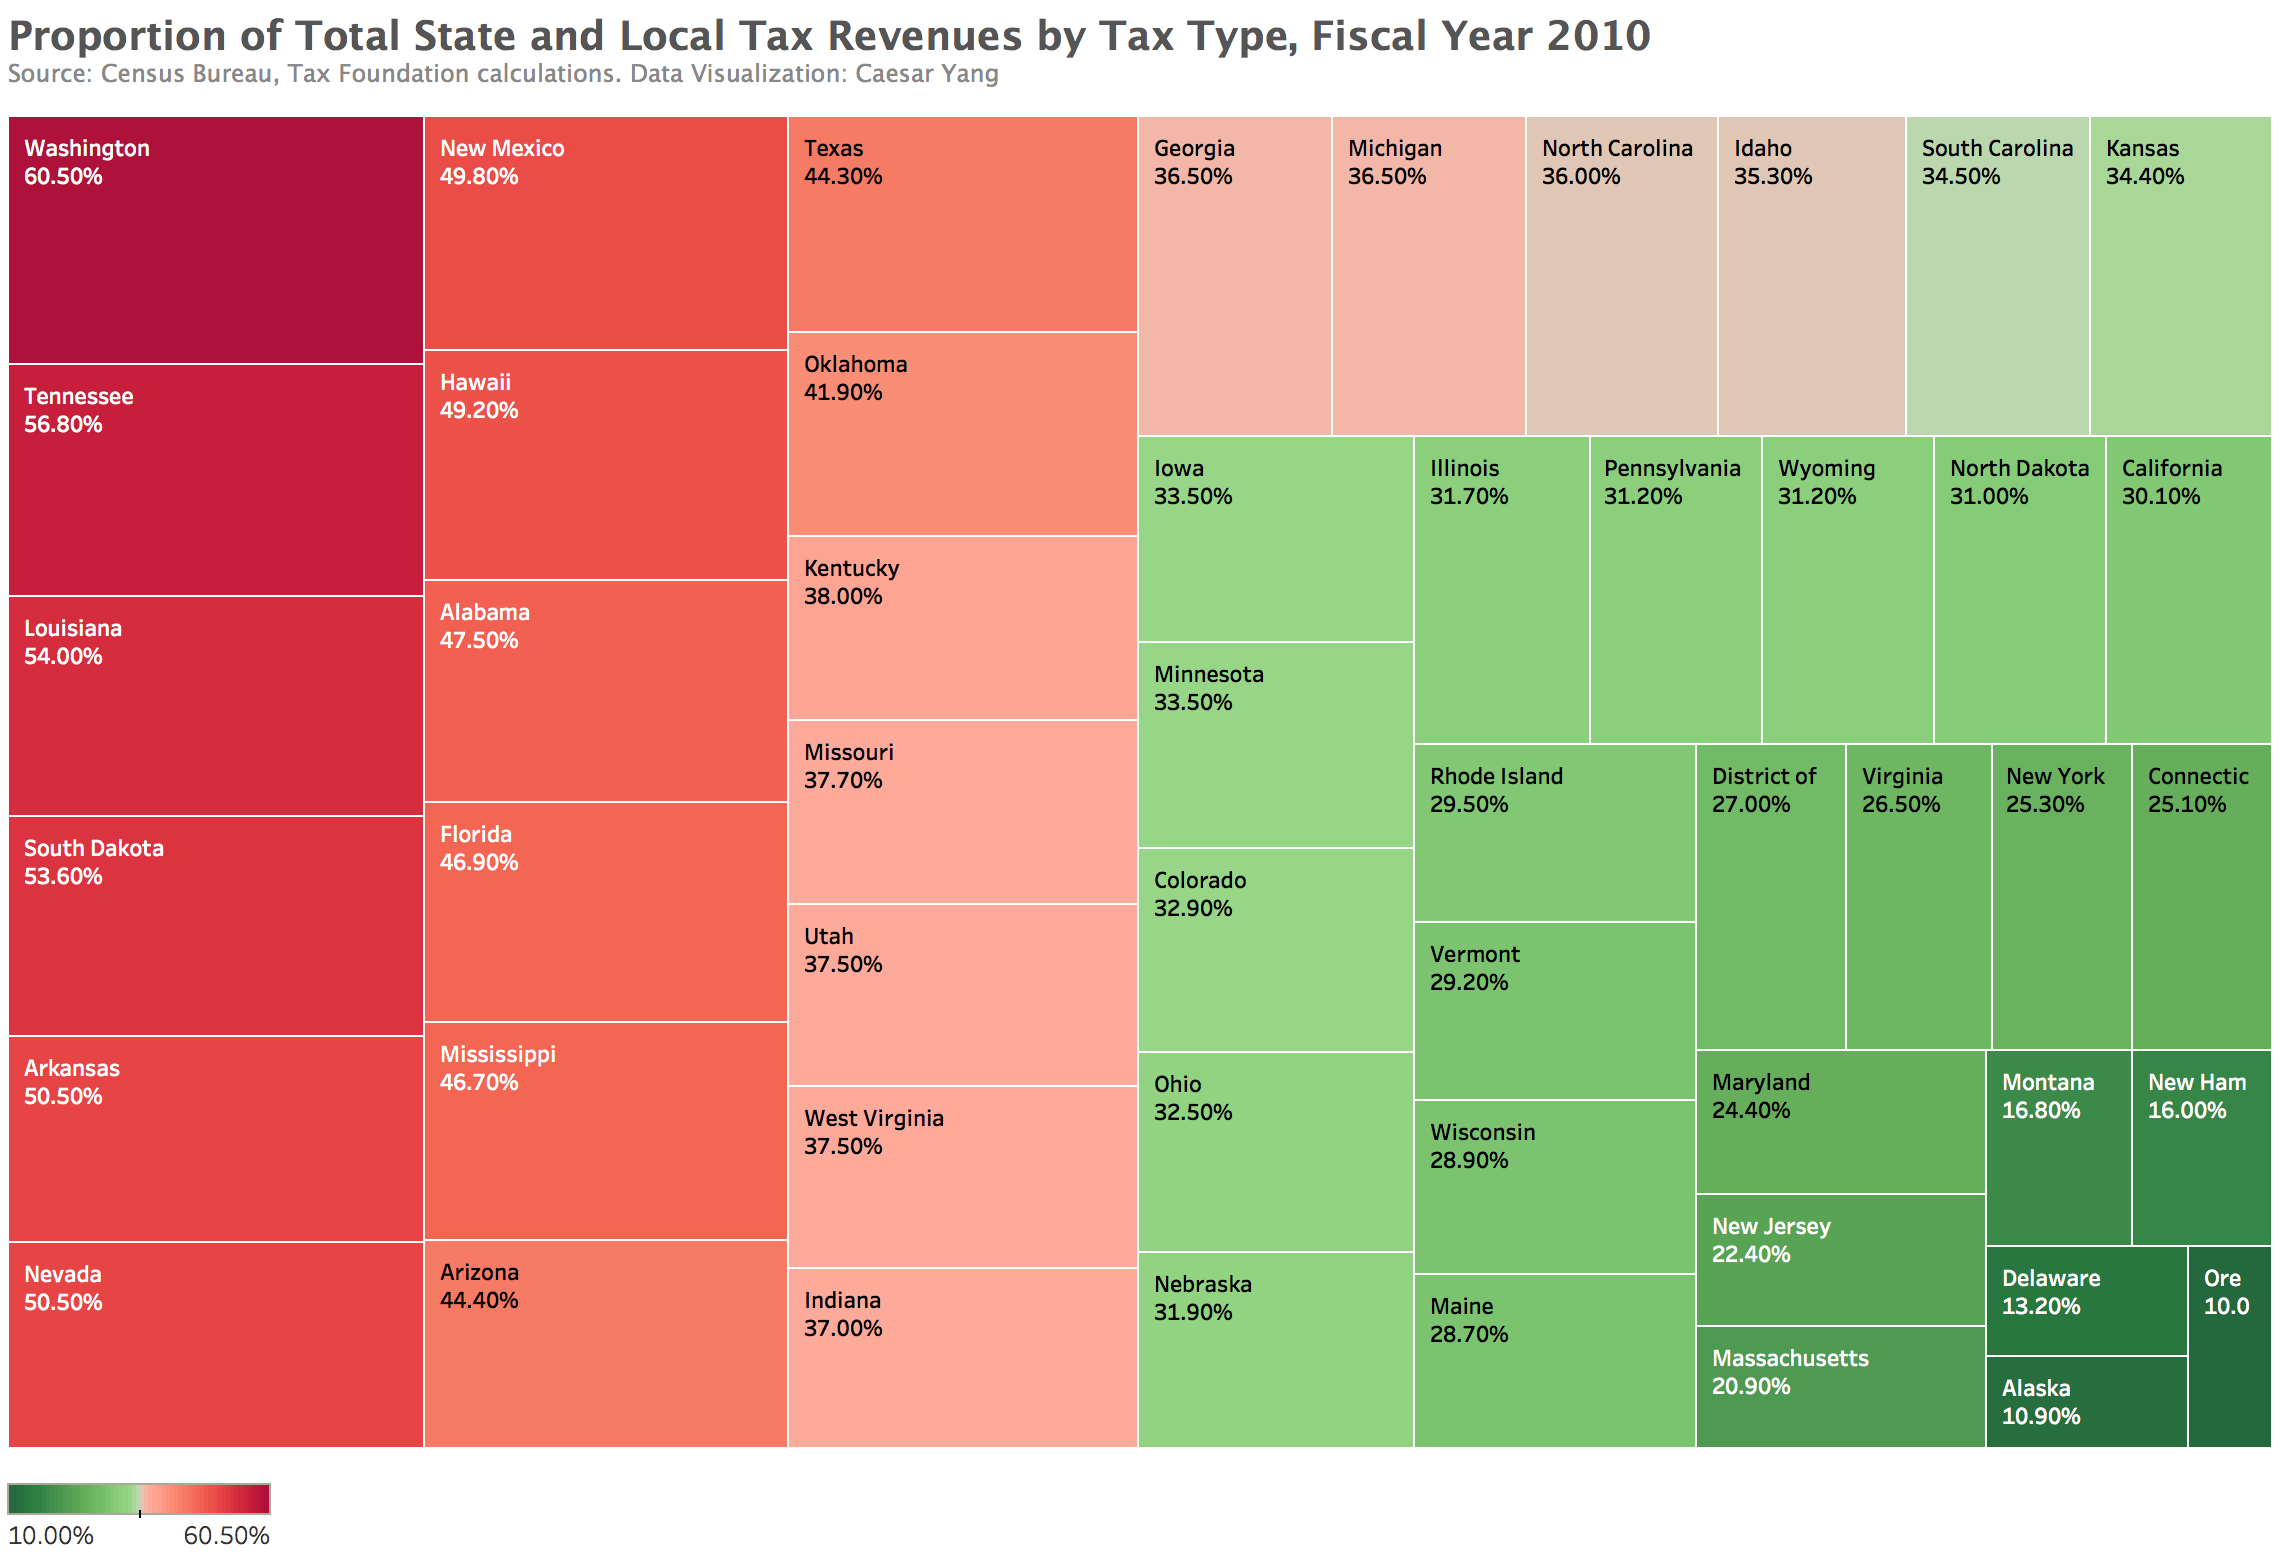 Proportion of Total State and Local Tax Revenues by Tax Type, Fiscal Year 2010
Source: Census Bureau, Tax Foundation calculations. Data Visualization: Caesar Yang
Washington
60.50%
Tennessee
56.80%
Louisiana
54.00%
South Dakota
53.60%
Arkansas
50.50%
Nevada
50.50%
New Mexico
49.80%
Hawaii
49.20%
Alabama
47.50%
Florida
46.90%
Mississippi
46.70%
Arizona
44.40%
Texas
44.30%
Oklahoma
41.90%
Kentucky
38.00%
Missouri
37.70%
Utah
37.50%
West Virginia
37.50%
Indiana
37.00%
Georgia
36.50%
Michigan
36.50%
North Carolina
36.00%
Idaho
35.30%
South Carolina
34.50%
Kansas
34.40%
Iowa
33.50%
Minnesota
33.50%
Colorado
32.90%
Ohio
32.50%
Nebraska
31.90%
Illinois
31.70%
Pennsylvania
31.20%
Wyoming
31.20%
North Dakota
31.00%
California
30.10%
Rhode Island
29.50%
Vermont
29.20%
Wisconsin
28.90%
Maine
28.70%
District of
27.00%
Virginia
26.50%
New York
25.30%
Connectic
25.10%
Maryland
24.40%
New Jersey
22.40%
Massachusetts
20.90%
Montana
16.80%
New Ham
16.00%
Delaware
13.20%
Alaska
10.90%
Ore
10.0
10.00%
60.50%